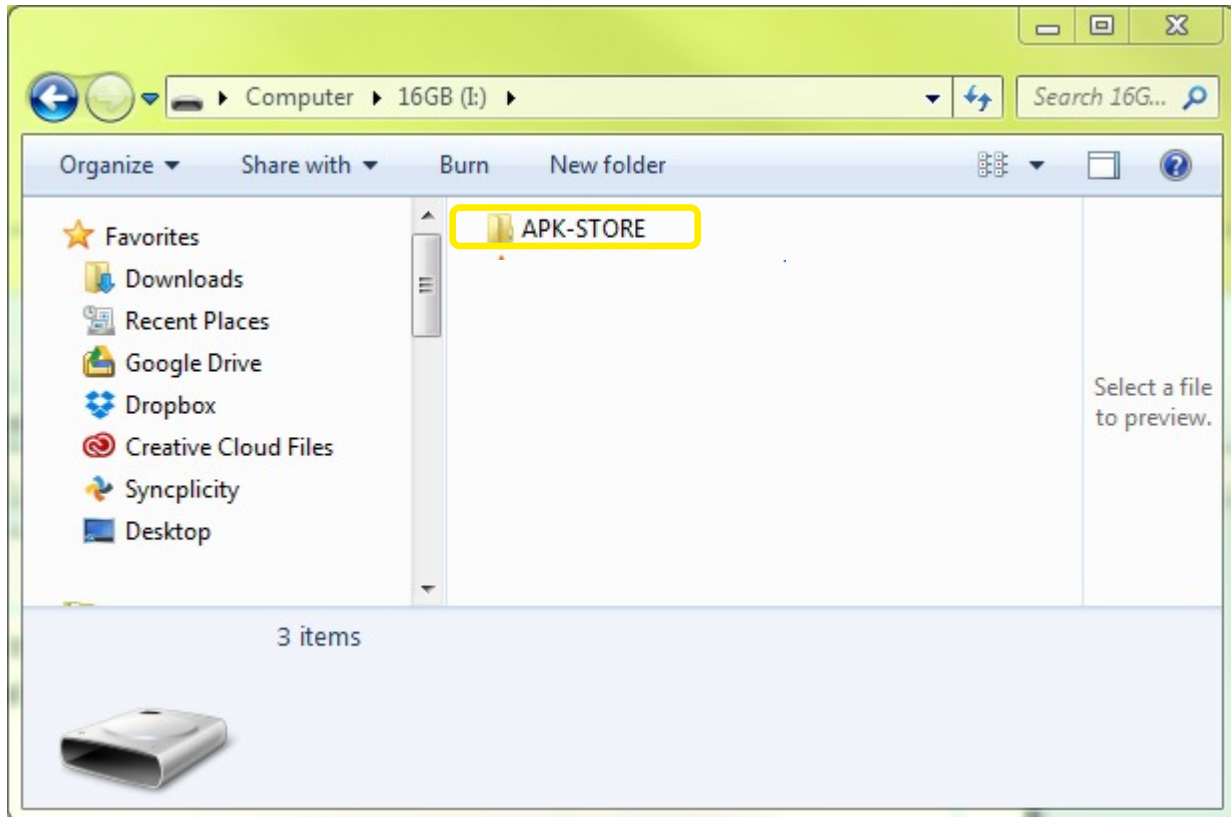 Computer 16GB (I:)
Search 16G...
Organize Share with Burn New folder
Favorites
Downloads
Recent Places
Google Drive
Dropbox
Creative Cloud Files
Syncplicity
Desktop
APK-STORE
Select a file
to preview.
3 items